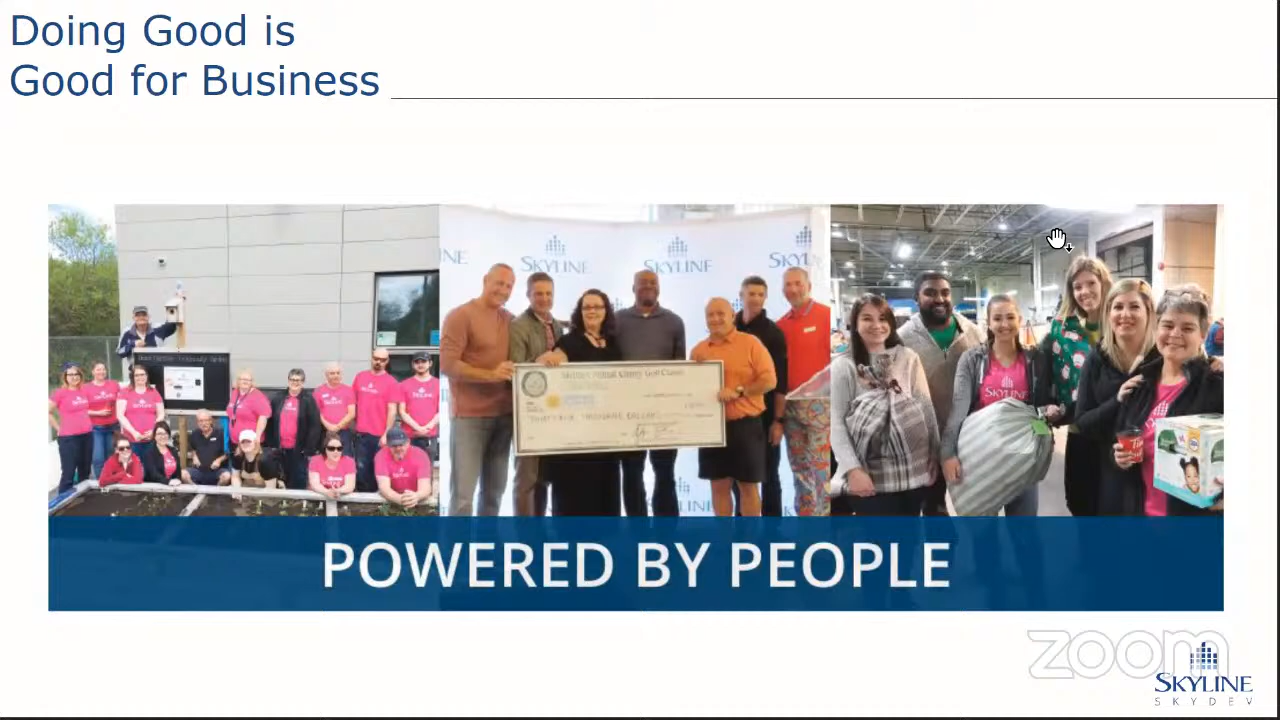 Doing Good is
Good for Business
SKYLINE
SKYLINE
SKYLINE
POWERED BY PEOPLE
zoom
SKYLINE
SKYDEV